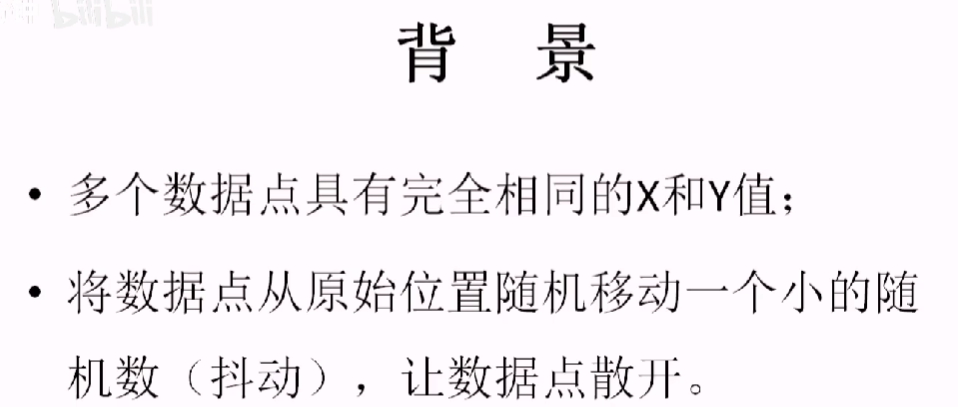 bilibili
背 景
• 多个数据点具有完全相同的X和Y值；
• 将数据点从原始位置随机移动一个小的随
机数（抖动），让数据点散开。